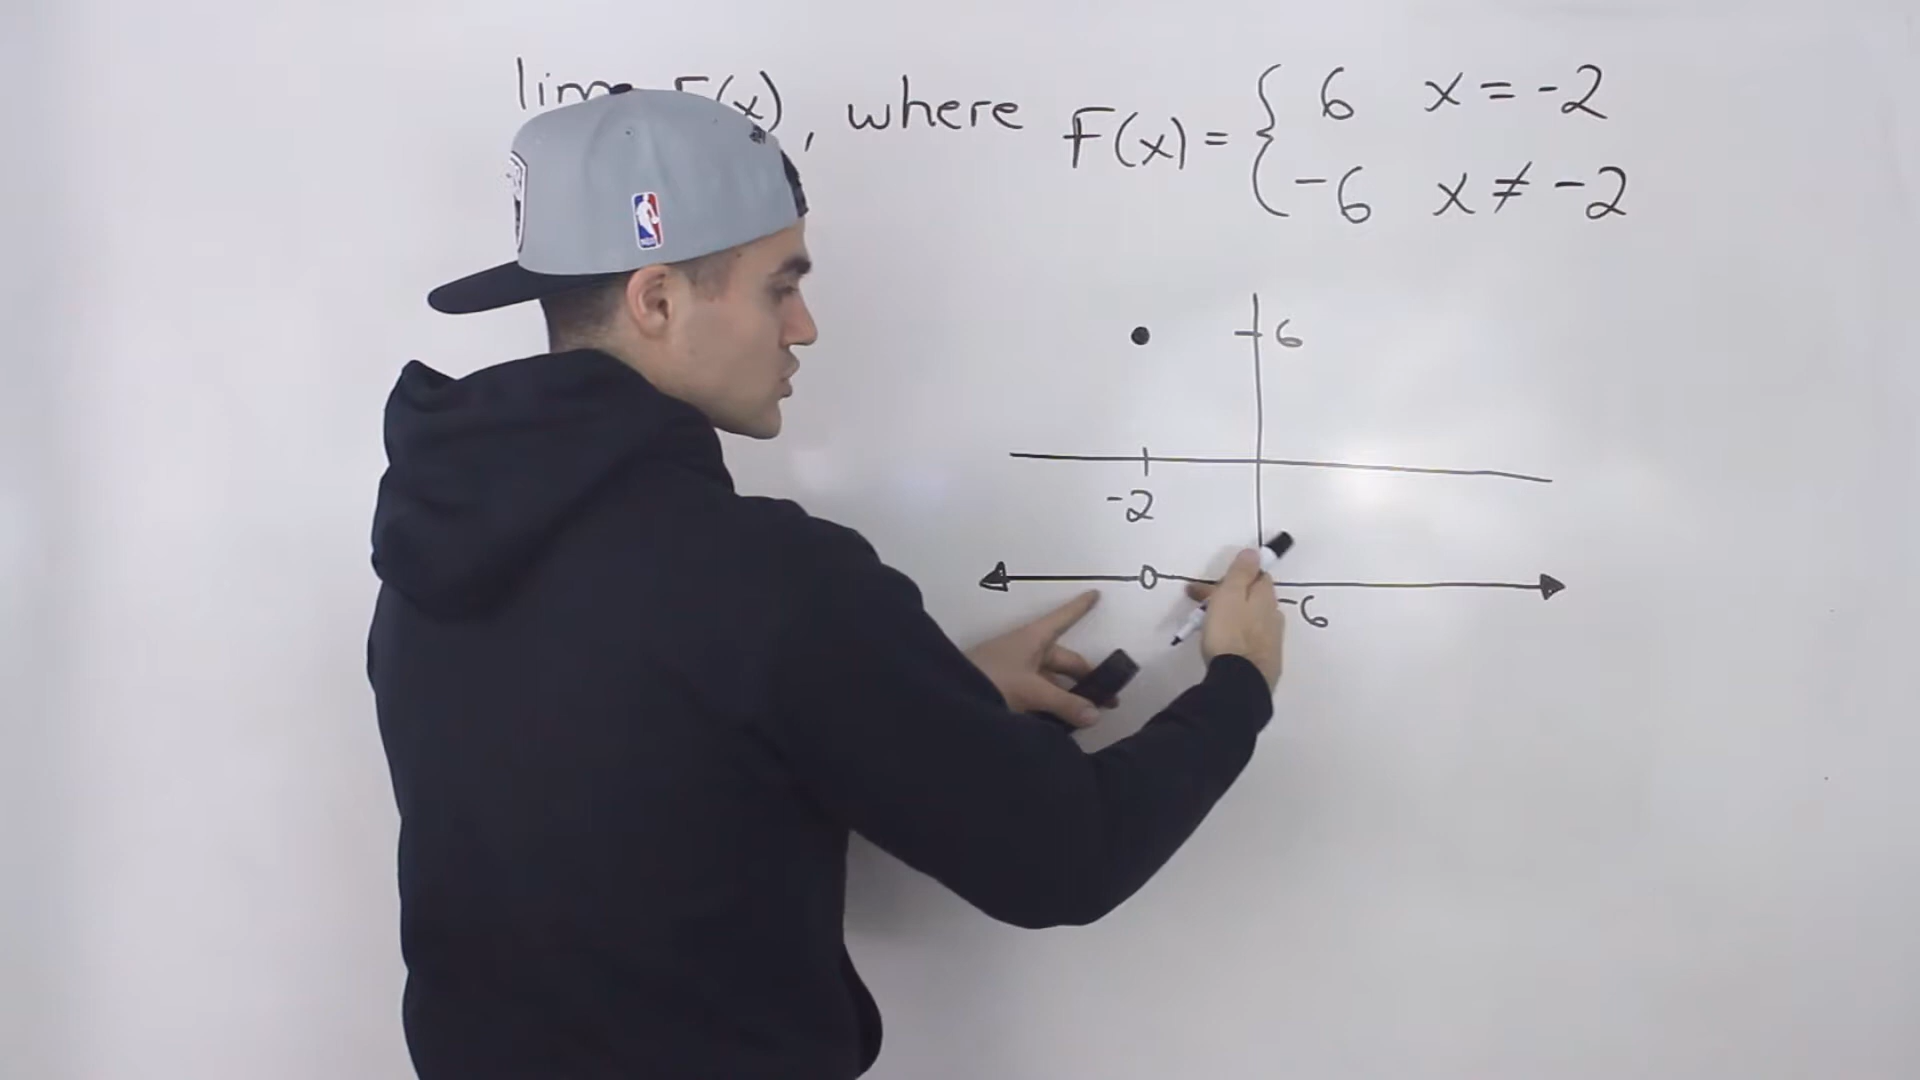 lim F(x), where F(x) = { 6 x = -2
-6 x ≠ -2
6
-2
-6